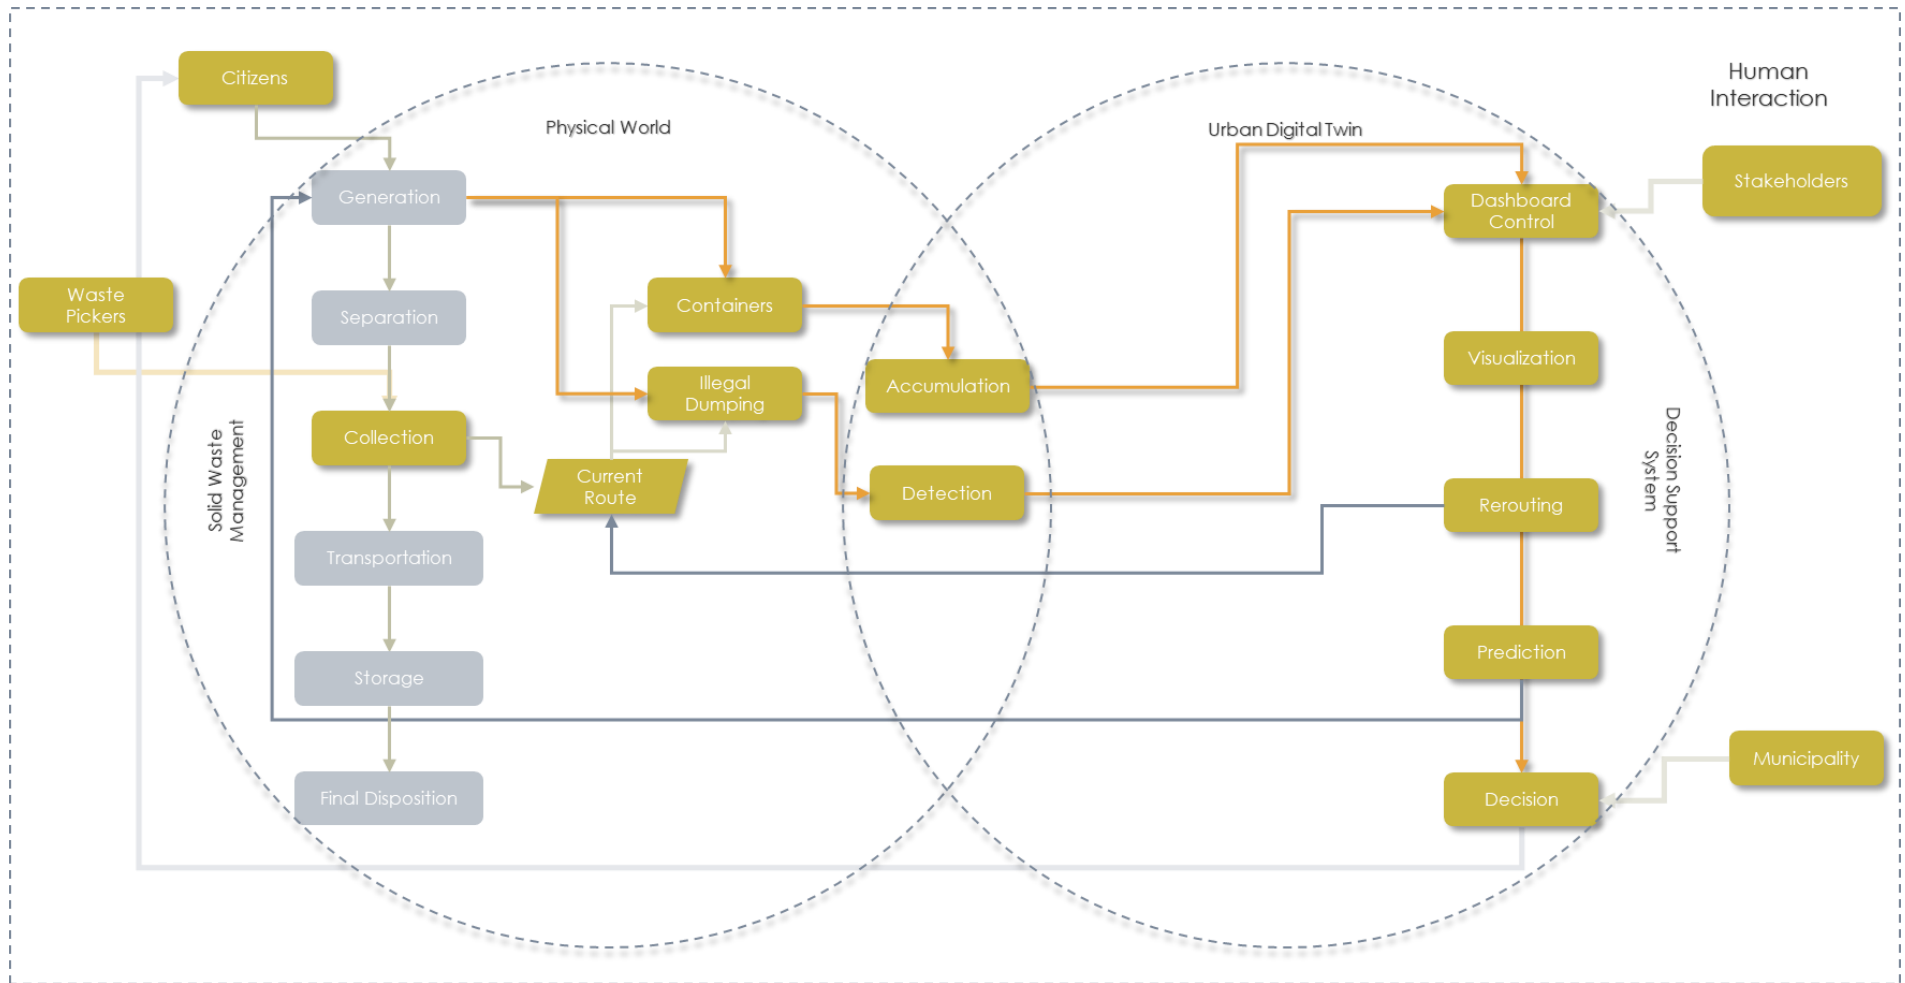 Citizens
Physical World
Urban Digital Twin
Human
Interaction
Generation
Stakeholders
Dashboard
Control
Waste
Pickers
Separation
Containers
Accumulation
Visualization
Illegal
Dumping
Collection
Solid Waste
Management
Current
Route
Detection
Rerouting
Decision Support
System
Transportation
Storage
Prediction
Final Disposition
Decision
Municipality